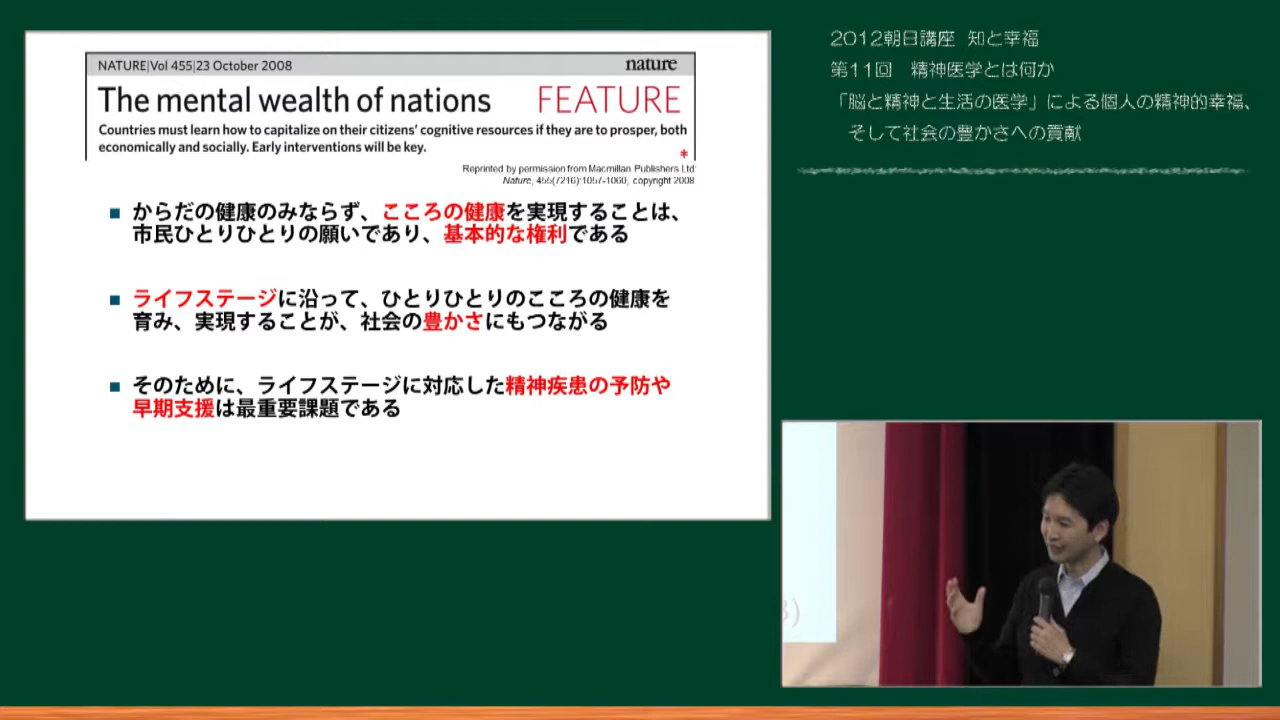 NATURE|Vol 455|23 October 2008
nature
The mental wealth of nations
FEATURE
Countries must learn how to capitalize on their citizens' cognitive resources if they are to prosper, both
economically and socially. Early interventions will be key.
*
Reprinted by permission from Macmillan Publishers Ltd:
Nature, 455(7216):1057-1060, copyright 2008
■ からだの健康のみならず、こころの健康を実現することは、
市民ひとりひとりの願いであり、基本的な権利である
■ ライフステージに沿って、ひとりひとりのこころの健康を
育み、実現することが、社会の豊かさにもつながる
■ そのために、ライフステージに対応した精神疾患の予防や
早期支援は最重要課題である
2012朝日講座 知と幸福
第11回 精神医学とは何か
「脳と精神と生活の医学」による個人の精神的幸福、
そして社会の豊かさへの貢献
3)